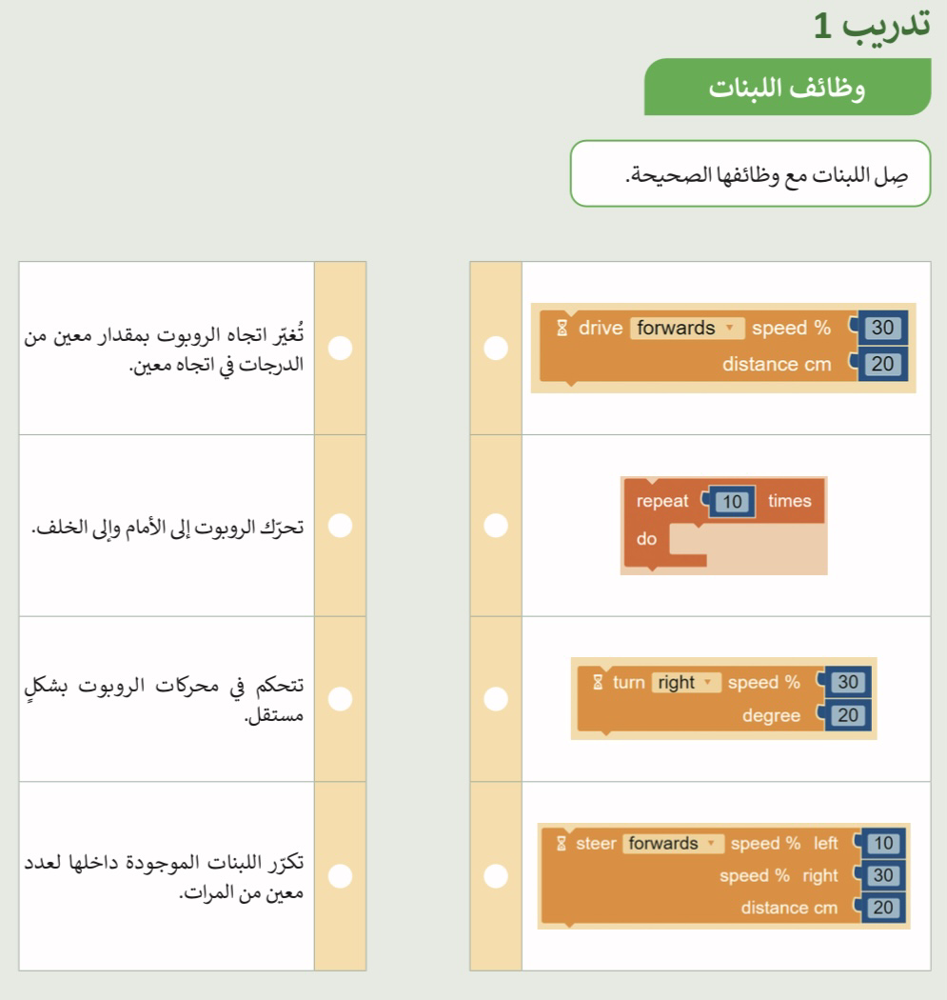 تدريب 1
وظائف اللبنات
صِل اللبنات مع وظائفها الصحيحة.
drive forwards speed % 30
distance cm 20
تُغيّر اتجاه الروبوت بمقدار معين من
الدرجات في اتجاه معين.
repeat 10 times
do
تحرّك الروبوت إلى الأمام وإلى الخلف.
turn right speed % 30
degree 20
تتحكم في محركات الروبوت بشكلٍ
مستقل.
steer forwards speed % left 10
speed % right 30
distance cm 20
تكرّر اللبنات الموجودة داخلها لعدد
معين من المرات.